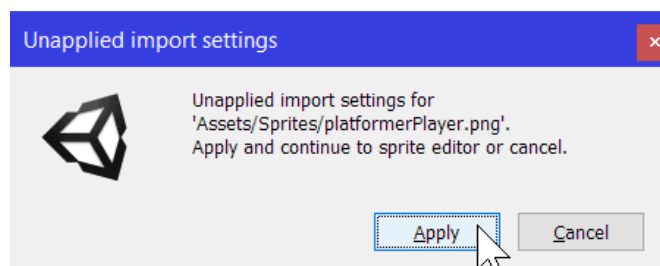 Unapplied import settings
Unapplied import settings for
'Assets/Sprites/platformerPlayer.png'.
Apply and continue to sprite editor or cancel.
Apply
Cancel